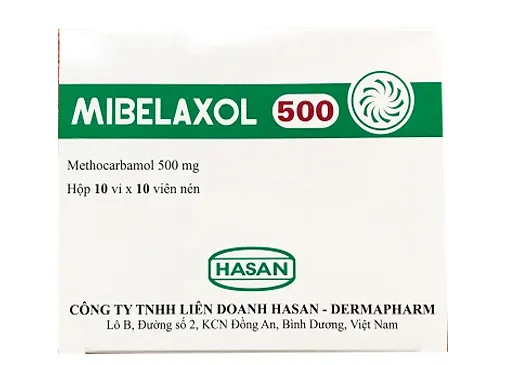 MIBELAXOL 500
Methocarbamol 500 mg
Hộp 10 vỉ x 10 viên nén
HASAN
CÔNG TY TNHH LIÊN DOANH HASAN - DERMAPHARM
Lô B, Đường số 2, KCN Đồng An, Bình Dương, Việt Nam